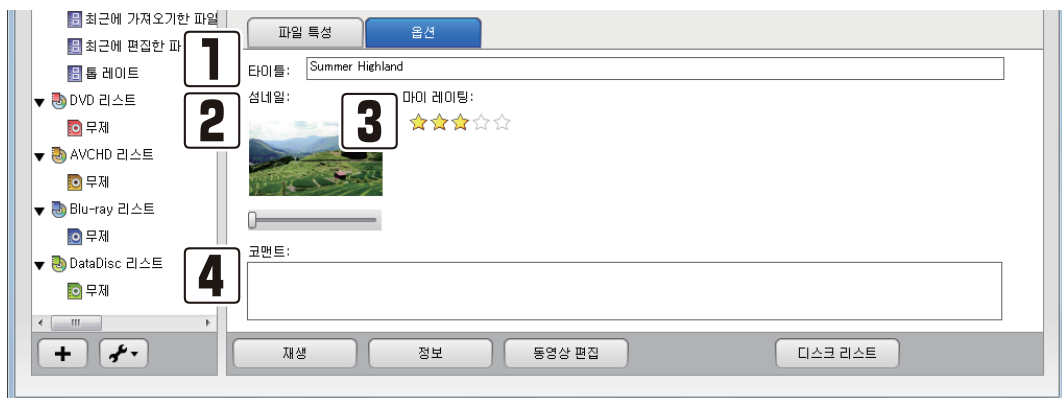 최근에 가져오기한 파일
최근에 편집한 파
톱 레이트
DVD 리스트
무제
AVCHD 리스트
무제
Blu-ray 리스트
무제
DataDisc 리스트
무제
파일 특성
옵션
1
타이틀:
Summer Highland
2
섬네일:
3
마이 레이팅:
4
코맨트:
재생
정보
동영상 편집
디스크 리스트